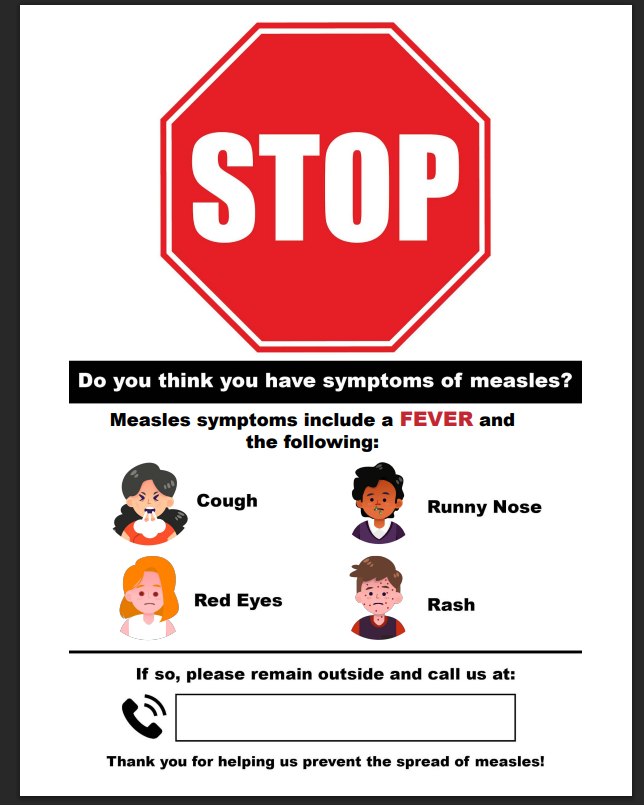 STOP
Do you think you have symptoms of measles?
Measles symptoms include a FEVER and
the following:
Cough
Runny Nose
Red Eyes
Rash
If so, please remain outside and call us at:
Thank you for helping us prevent the spread of measles!